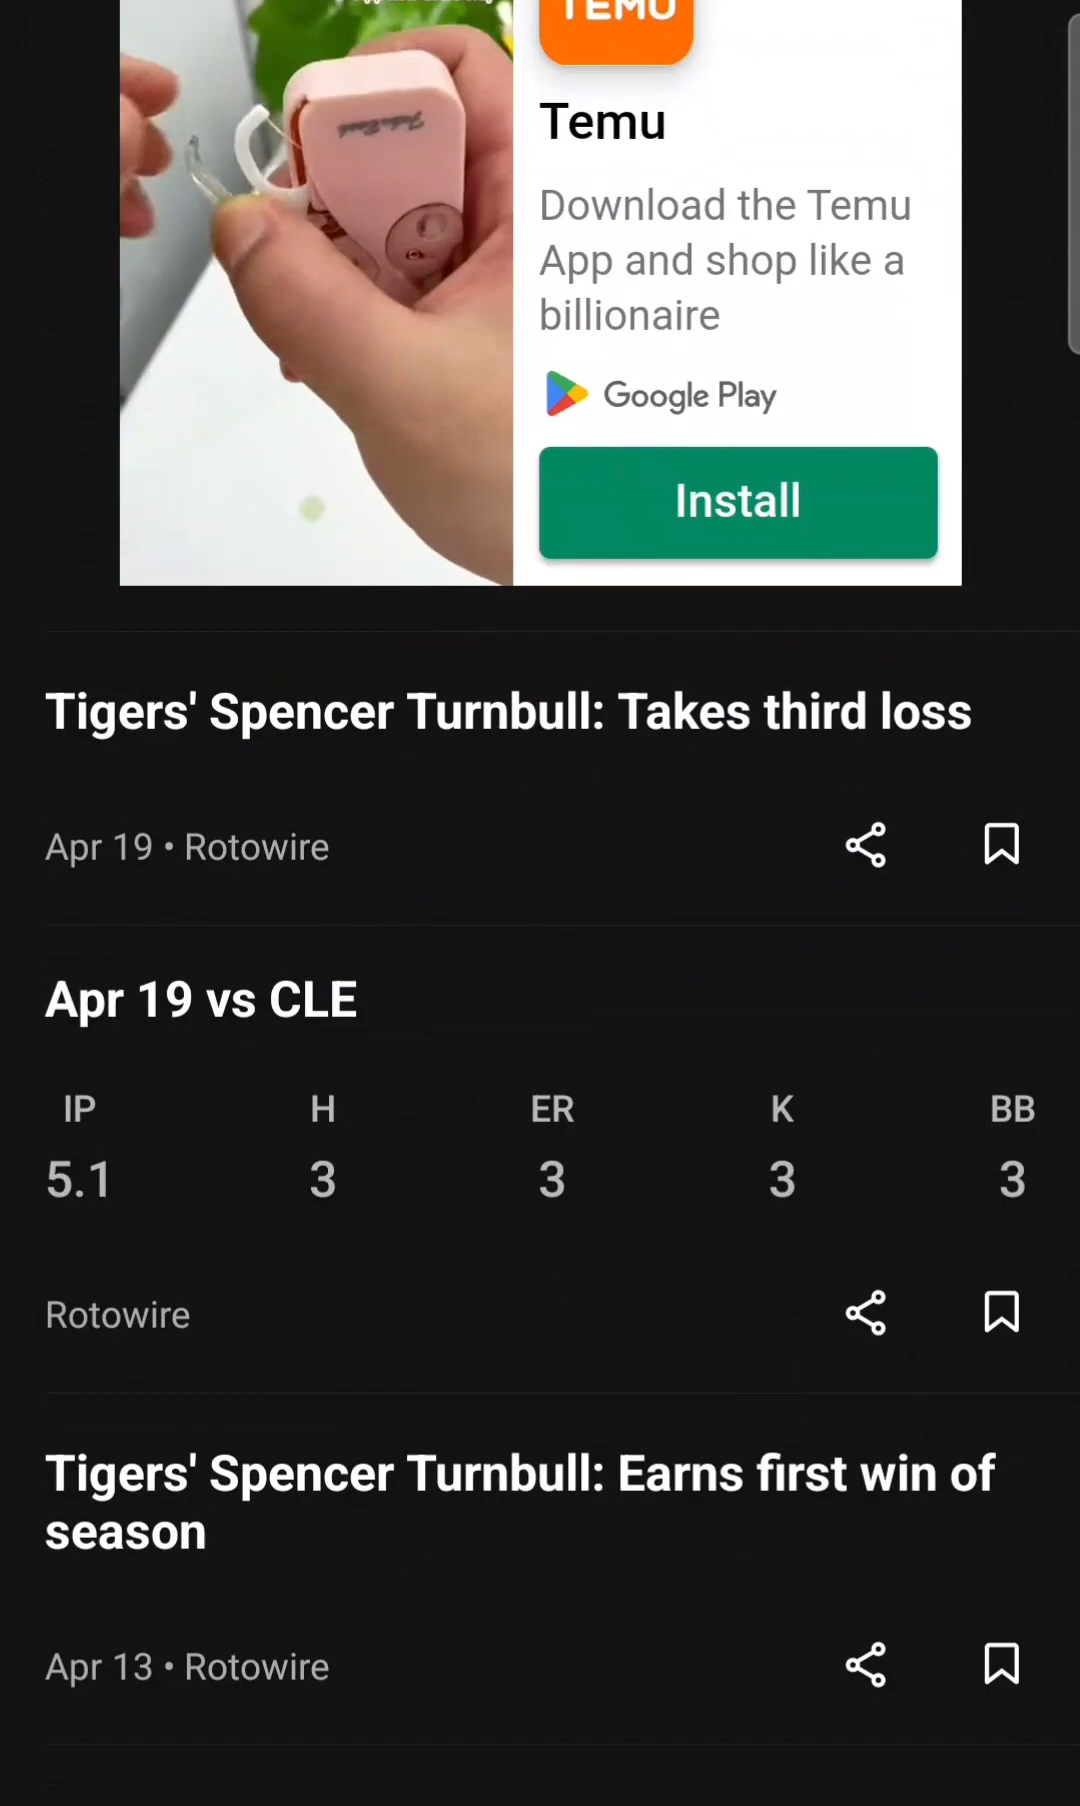 TEMU
Temu
Download the Temu
App and shop like a
billionaire
Google Play
Install
Tigers' Spencer Turnbull: Takes third loss
Apr 19 • Rotowire
Apr 19 vs CLE
IP H ER K BB
5.1 3 3 3 3
Rotowire
Tigers' Spencer Turnbull: Earns first win of
season
Apr 13 • Rotowire